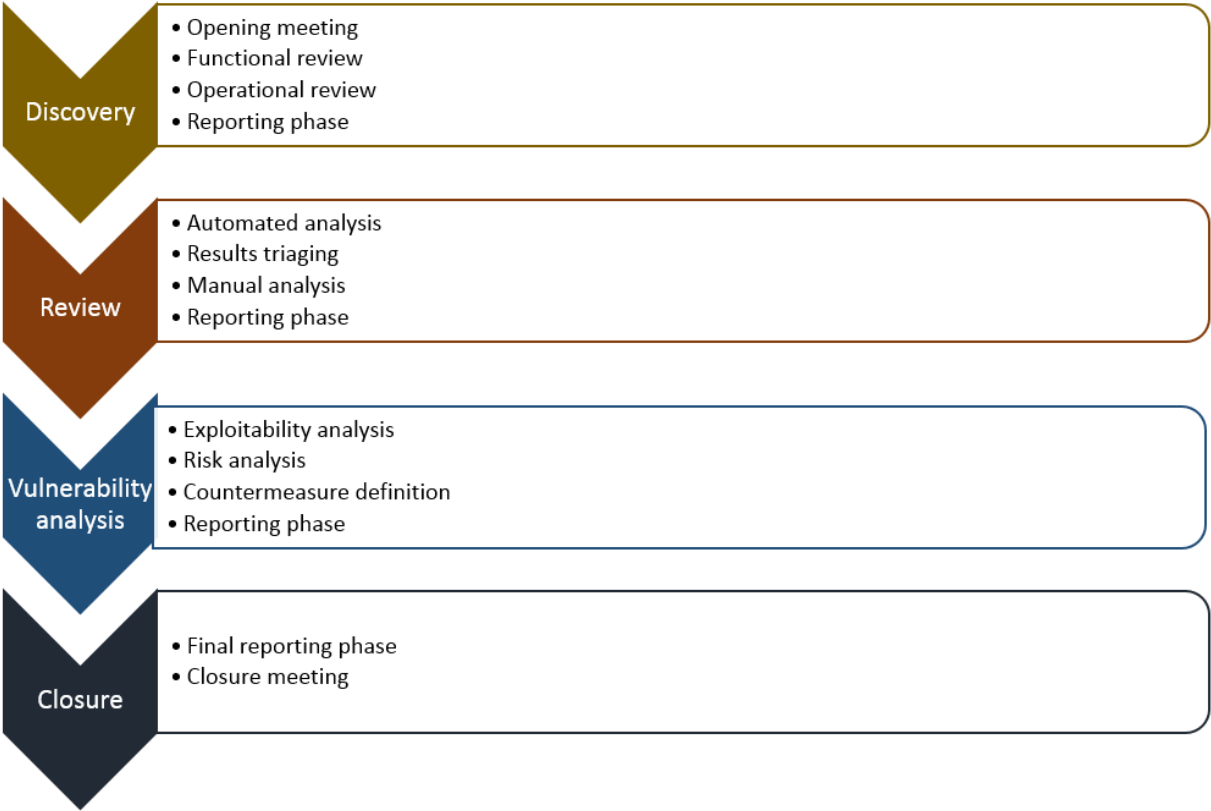 Discovery
• Opening meeting
• Functional review
• Operational review
• Reporting phase
Review
• Automated analysis
• Results triaging
• Manual analysis
• Reporting phase
Vulnerability
analysis
• Exploitability analysis
• Risk analysis
• Countermeasure definition
• Reporting phase
Closure
• Final reporting phase
• Closure meeting